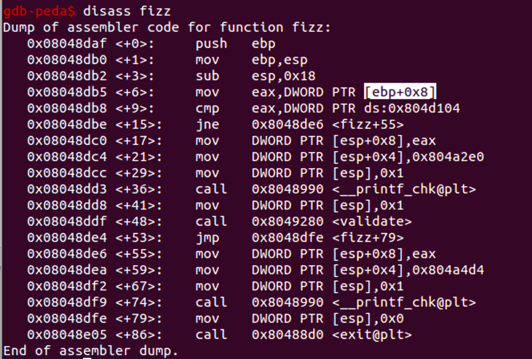 gdb-peda$ disass fizz
Dump of assembler code for function fizz:
0x08048daf <+0>: push ebp
0x08048db0 <+1>: mov ebp,esp
0x08048db2 <+3>: sub esp,0x18
0x08048db5 <+6>: mov eax,DWORD PTR [ebp+0x8]
0x08048db8 <+9>: cmp eax,DWORD PTR ds:0x804d104
0x08048dbe <+15>: jne 0x8048de6 <fizz+55>
0x08048dc0 <+17>: mov DWORD PTR [esp+0x8],eax
0x08048dc4 <+21>: mov DWORD PTR [esp+0x4],0x804a2e0
0x08048dcc <+29>: mov DWORD PTR [esp],0x1
0x08048dd3 <+36>: call 0x8048990 <__printf_chk@plt>
0x08048dd8 <+41>: mov DWORD PTR [esp],0x1
0x08048ddf <+48>: call 0x8049280 <validate>
0x08048de4 <+53>: jmp 0x8048dfe <fizz+79>
0x08048de6 <+55>: mov DWORD PTR [esp+0x8],eax
0x08048dea <+59>: mov DWORD PTR [esp+0x4],0x804a4d4
0x08048df2 <+67>: mov DWORD PTR [esp],0x1
0x08048df9 <+74>: call 0x8048990 <__printf_chk@plt>
0x08048dfe <+79>: mov DWORD PTR [esp],0x0
0x08048e05 <+86>: call 0x80488d0 <exit@plt>
End of assembler dump.